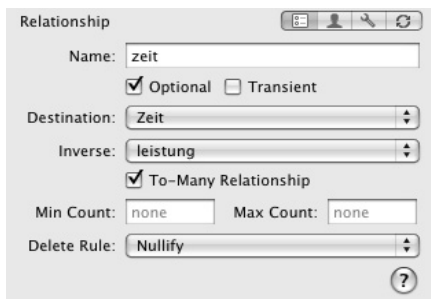 Relationship
Name: zeit
Optional Transient
Destination: Zeit
Inverse: leistung
To-Many Relationship
Min Count: none Max Count: none
Delete Rule: Nullify
?